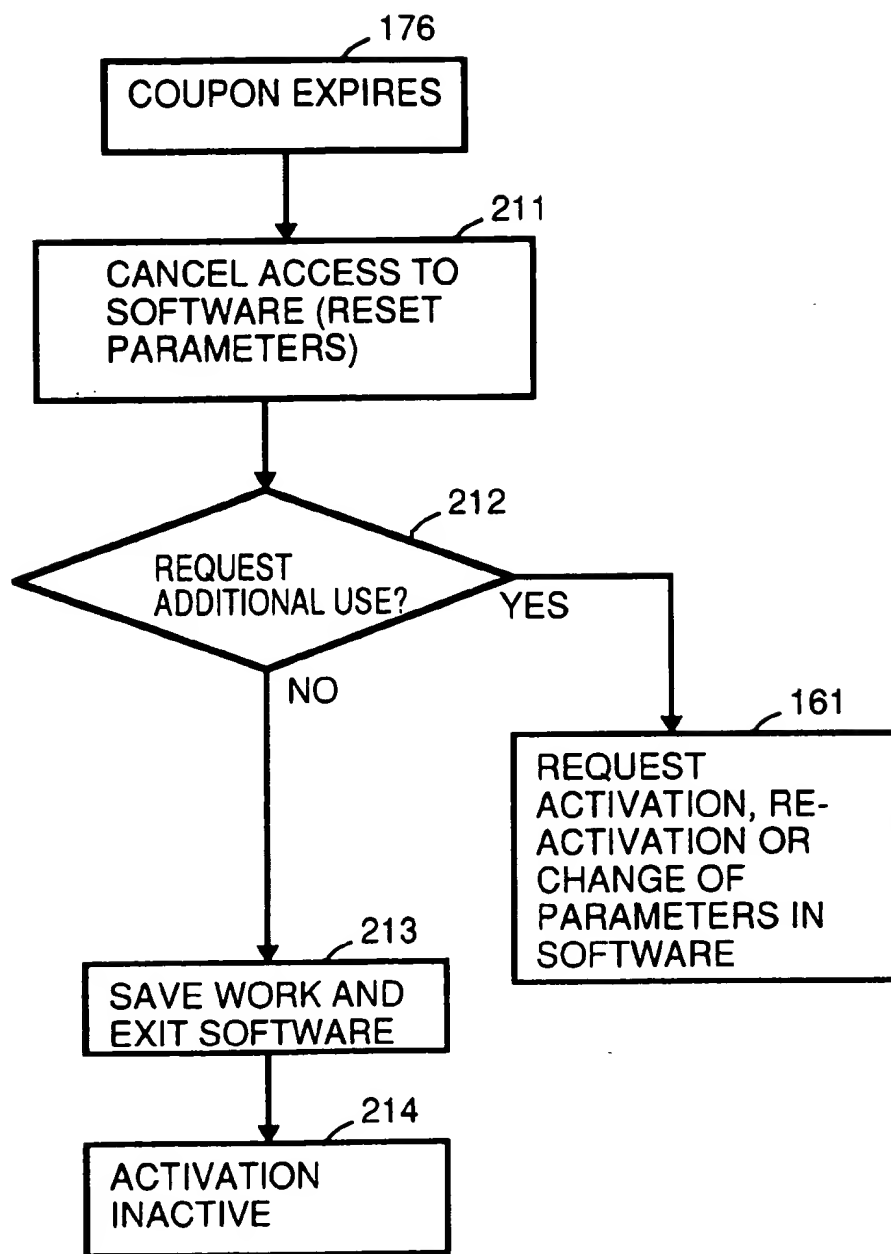 176
COUPON EXPIRES
211
CANCEL ACCESS TO
SOFTWARE (RESET
PARAMETERS)
212
REQUEST
ADDITIONAL USE?
YES
NO
161
REQUEST
ACTIVATION, RE-
ACTIVATION OR
CHANGE OF
PARAMETERS IN
SOFTWARE
213
SAVE WORK AND
EXIT SOFTWARE
214
ACTIVATION
INACTIVE